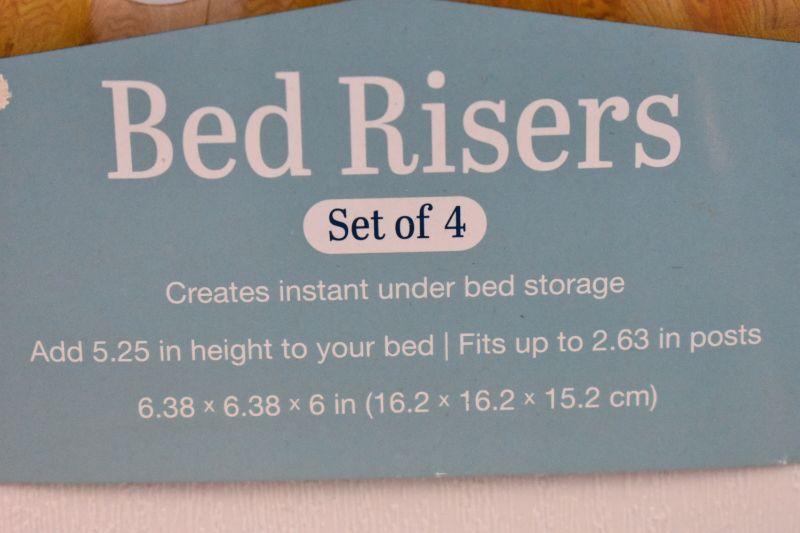 Bed Risers
Set of 4
Creates instant under bed storage
Add 5.25 in height to your bed | Fits up to 2.63 in posts
6.38 x 6.38 x 6 in (16.2 x 16.2 x 15.2 cm)